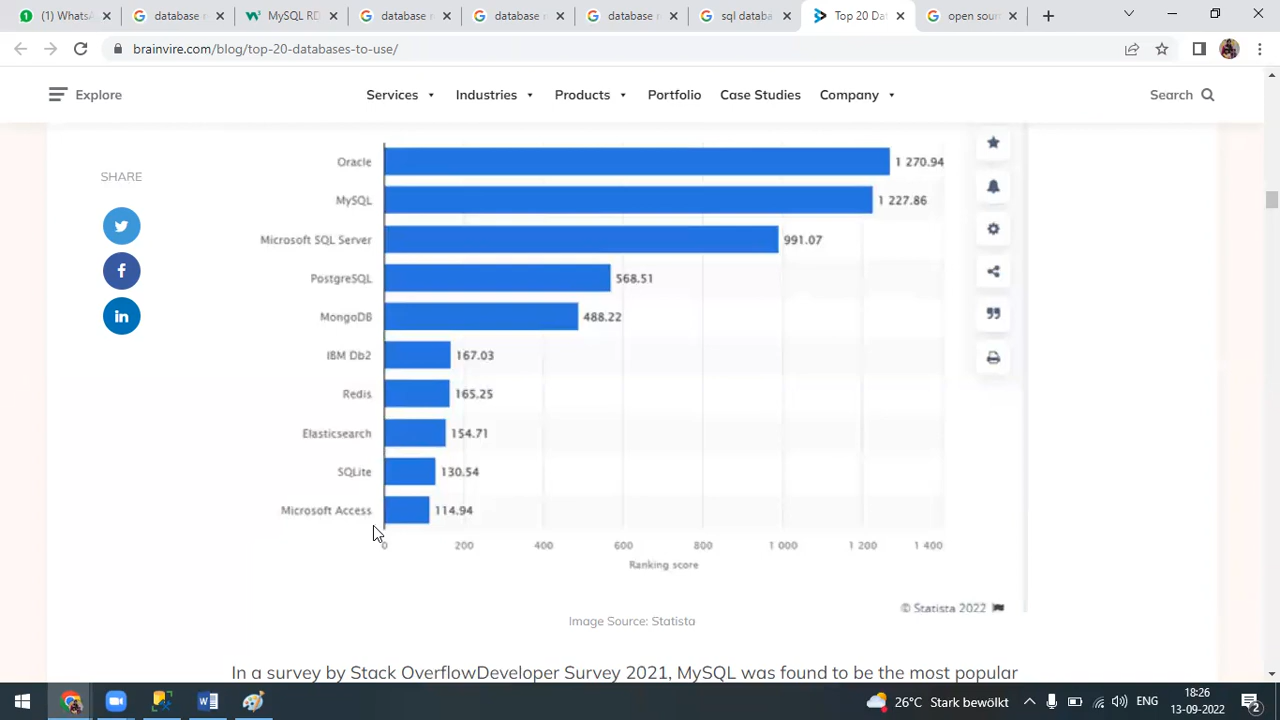 (1) Whats
database
MySQL RD
database
database
database
sql databa
Top 20 Da
open sour
brainvire.com/blog/top-20-databases-to-use/
Explore
Services
Industries
Products
Portfolio
Case Studies
Company
Search
SHARE
Oracle 1 270.94
MySQL 1 227.86
Microsoft SQL Server 991.07
PostgreSQL 568.51
MongoDB 488.22
IBM Db2 167.03
Redis 165.25
Elasticsearch 154.71
SQLite 130.54
Microsoft Access 114.94
0 200 400 600 800 1 000 1 200 1 400
Ranking score
© Statista 2022
Image Source: Statista
In a survey by Stack OverflowDeveloper Survey 2021, MySQL was found to be the most popular
26°C Stark bewölkt
ENG
18:26
13-09-2022
2